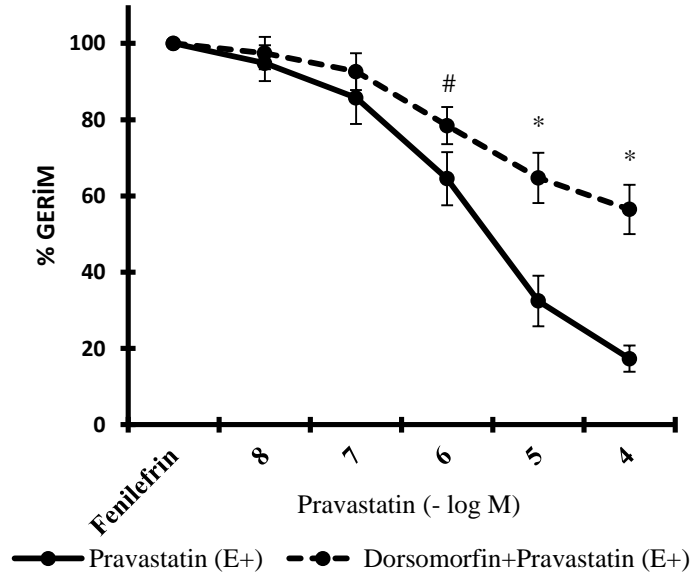 100
80
60
40
20
0
% GERİM
#
*
*
Fenilefrin
8
7
6
5
4
Pravastatin (- log M)
Pravastatin (E+)
Dorsomorfin+Pravastatin (E+)